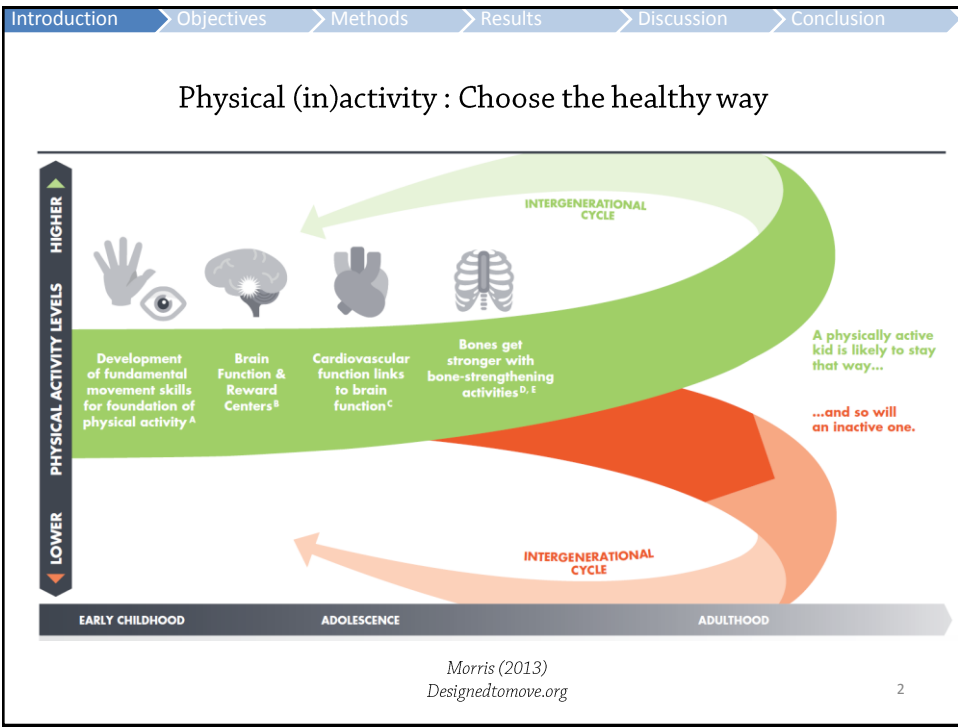 Introduction
Objectives
Methods
Results
Discussion
Conclusion
Physical (in)activity : Choose the healthy way
HIGHER
PHYSICAL ACTIVITY LEVELS
LOWER
INTERGENERATIONAL
CYCLE
Development
of fundamental
movement skills
for foundation of
physical activity A
Brain
Function &
Reward
Centers B
Cardiovascular
function links
to brain
function C
Bones get
stronger with
bone-strengthening
activities D, E
A physically active
kid is likely to stay
that way...
...and so will
an inactive one.
INTERGENERATIONAL
CYCLE
EARLY CHILDHOOD
ADOLESCENCE
ADULTHOOD
Morris (2013)
Designedtomove.org
2